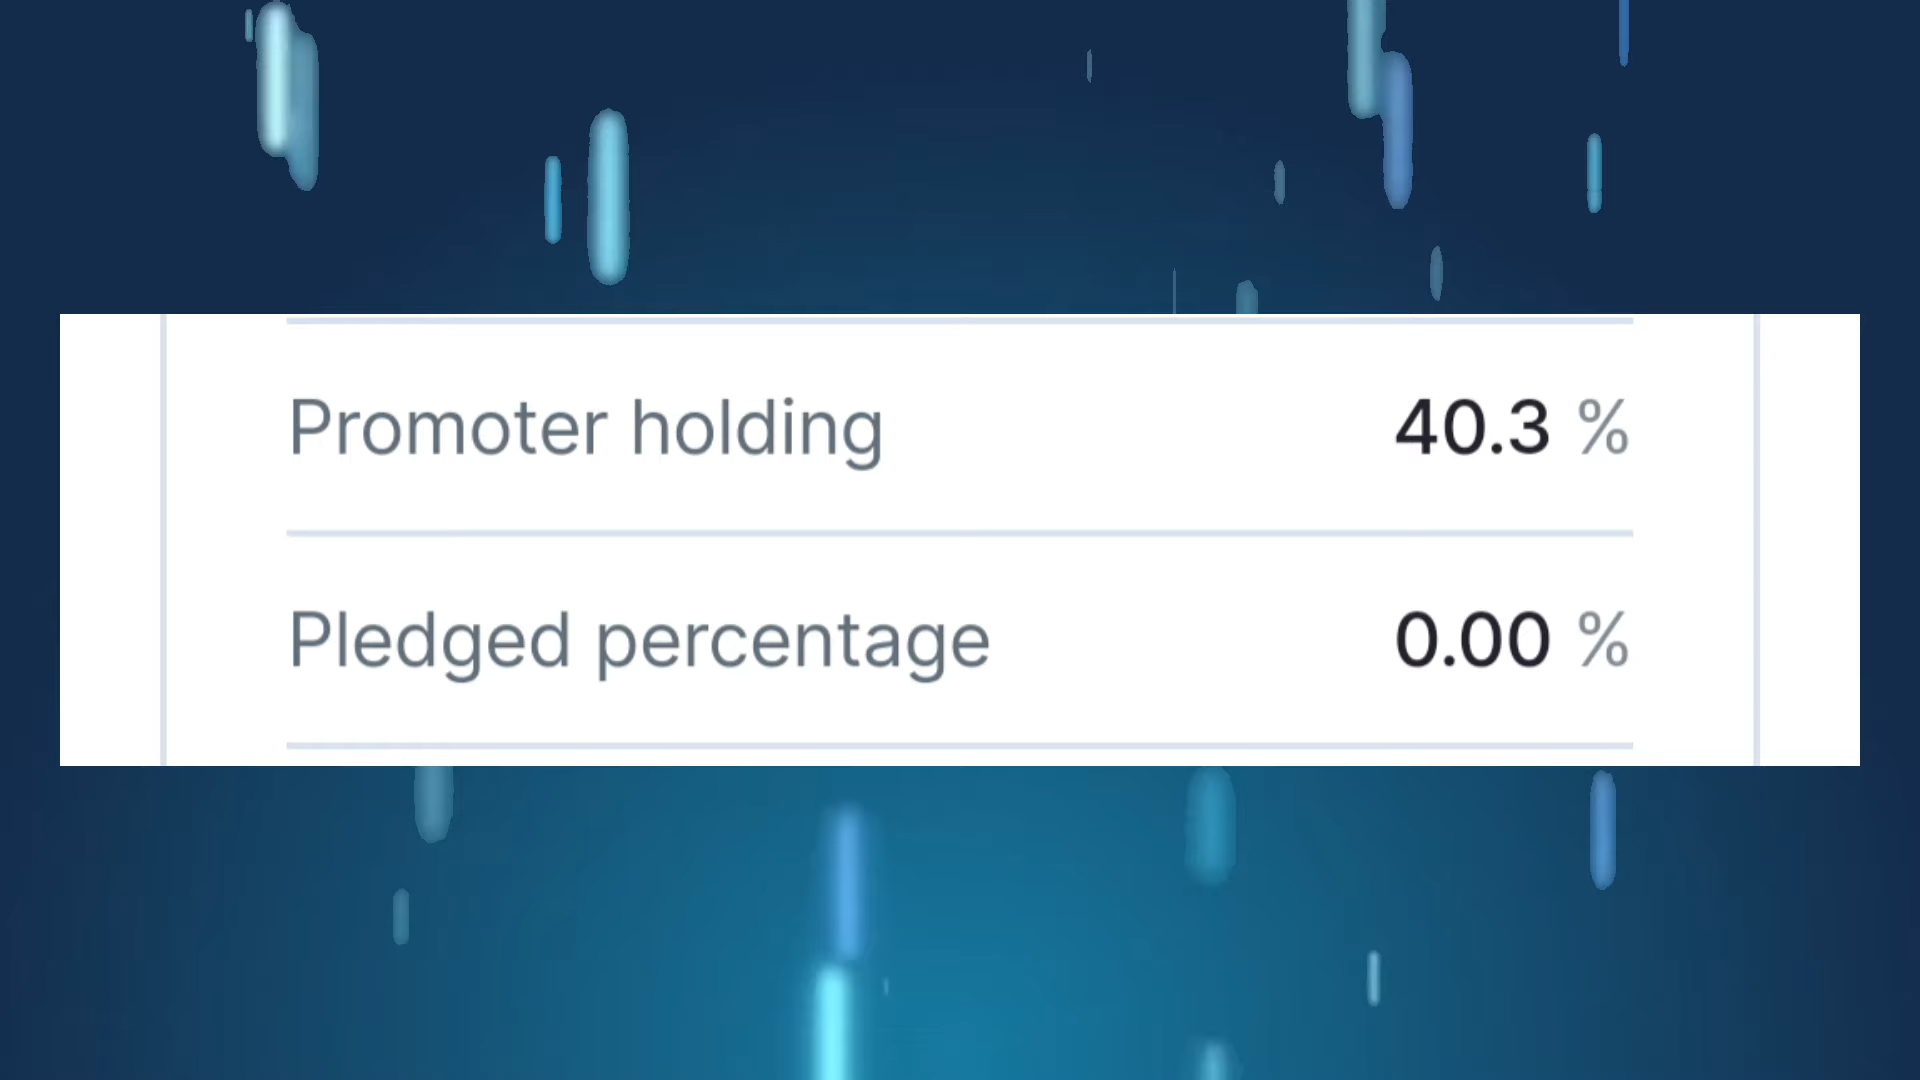 Promoter holding 40.3 %
Pledged percentage 0.00 %